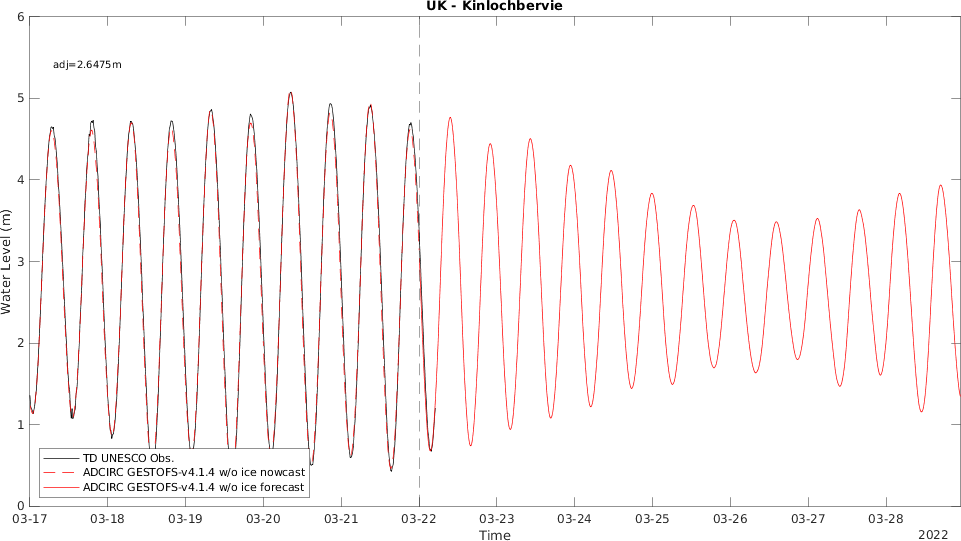 UK - Kinlochbervie
adj=2.6475m
Water Level (m)
6
5
4
3
2
1
0
TD UNESCO Obs.
ADCIRC GESTOFS-v4.1.4 w/o ice nowcast
ADCIRC GESTOFS-v4.1.4 w/o ice forecast
03-17 03-18 03-19 03-20 03-21 03-22 03-23 03-24 03-25 03-26 03-27 03-28
Time
2022